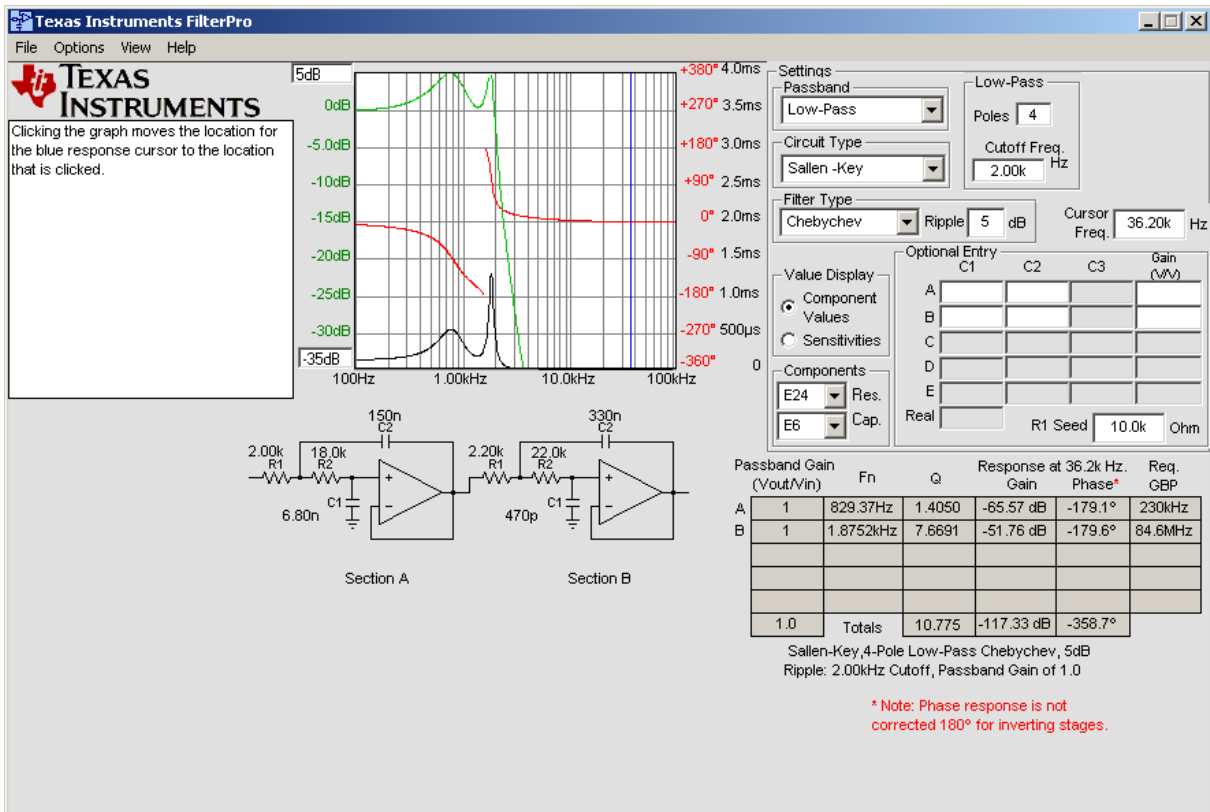 Texas Instruments FilterPro
File Options View Help
TEXAS
INSTRUMENTS
Clicking the graph moves the location for
the blue response cursor to the location
that is clicked.
5dB
0dB
-5.0dB
-10dB
-15dB
-20dB
-25dB
-30dB
-35dB
+380° 4.0ms
+270° 3.5ms
+180° 3.0ms
+90° 2.5ms
0° 2.0ms
-90° 1.5ms
-180° 1.0ms
-270° 500µs
-360° 0
100Hz 1.00kHz 10.0kHz 100kHz
Settings
Passband
Low-Pass
Circuit Type
Sallen -Key
Filter Type
Chebychev Ripple 5 dB
Low-Pass
Poles 4
Cutoff Freq.
2.00k Hz
Cursor
Freq. 36.20k Hz
Value Display
Component
Values
Sensitivities
Components
E24 Res.
E6 Cap.
Optional Entry
C1 C2 C3 Gain
(V/V)
A
B
C
D
E
Real
R1 Seed 10.0k Ohm
150n
C2
2.00k 18.0k
R1 R2
C1
6.80n
+
-
Section A
330n
C2
2.20k 22.0k
R1 R2
C1
470p
+
-
Section B
Passband Gain
(Vout/Vin)
Fn Q Response at 36.2k Hz. Req.
Gain Phase* GBP
A 1 829.37Hz 1.4050 -65.57 dB -179.1° 230kHz
B 1 1.8752kHz 7.6691 -51.76 dB -179.6° 84.6MHz
1.0 Totals 10.775 -117.33 dB -358.7°
Sallen-Key,4-Pole Low-Pass Chebychev, 5dB
Ripple: 2.00kHz Cutoff, Passband Gain of 1.0
* Note: Phase response is not
corrected 180° for inverting stages.